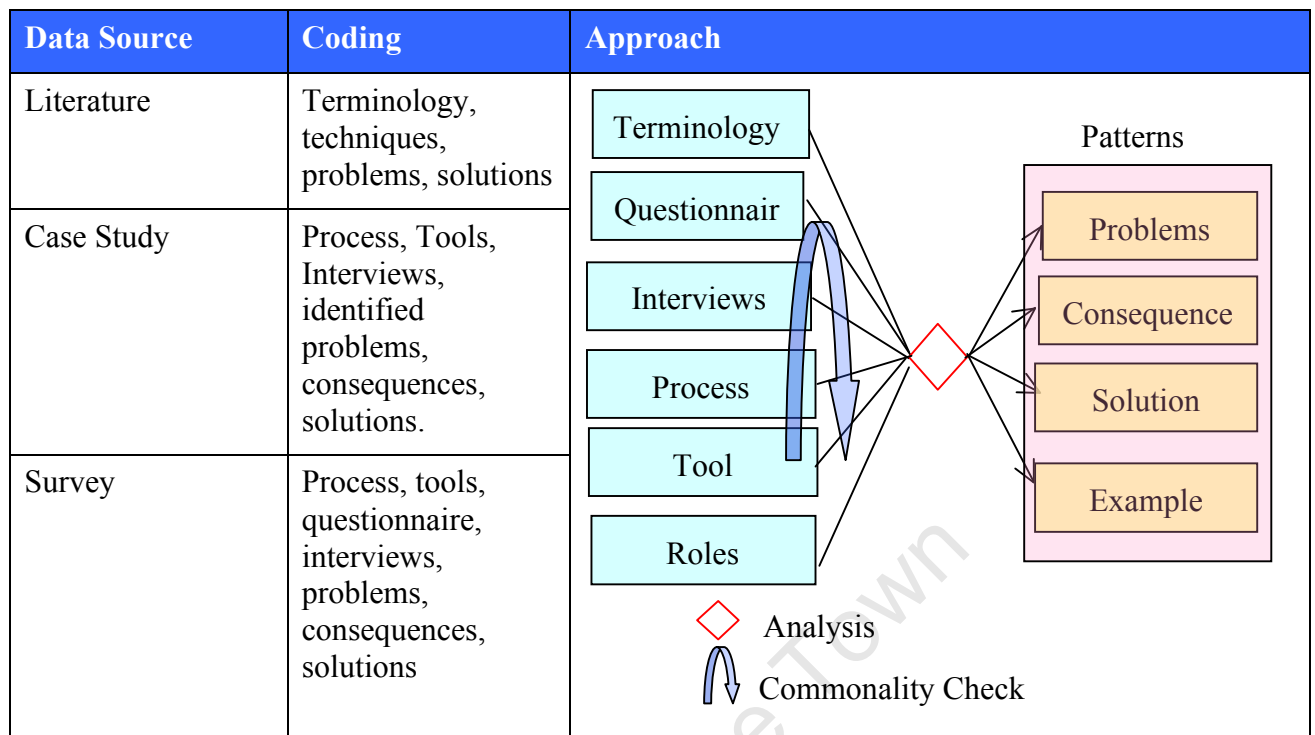 Data Source
Coding
Approach
Literature
Terminology,
techniques,
problems, solutions
Case Study
Process, Tools,
Interviews,
identified
problems,
consequences,
solutions.
Survey
Process, tools,
questionnaire,
interviews,
problems,
consequences,
solutions
Terminology
Questionnair
Interviews
Process
Tool
Roles
Patterns
Problems
Consequence
Solution
Example
Analysis
Commonality Check
e Town